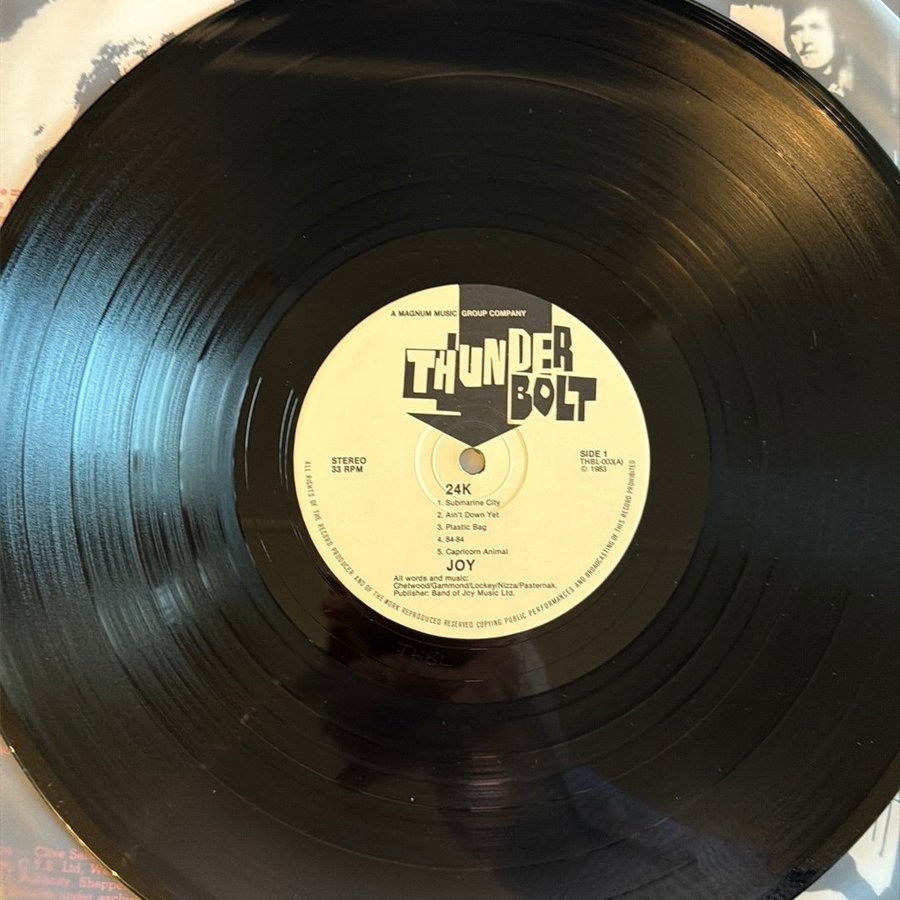 A MAGNUM MUSIC GROUP COMPANY
THUNDER
BOLT
STEREO
33 RPM
SIDE 1
THBL-003(A)
© 1983
24K
1. Submarine City
2. Ain't Down Yet
3. Plastic Bag
4. 84-84
5. Capricorn Animal
JOY
All words and music:
Chetwood/Gammond/Lockey/Nizza/Pasternak.
Publisher: Band of Joy Music Ltd.
ALL RIGHTS OF THE RECORD PRODUCER AND OF THE WORK REPRODUCED RESERVED COPYING PUBLIC PERFORMANCES AND BROADCASTING OF THIS RECORD PROHIBITED
THBL
Clive
Ltd,